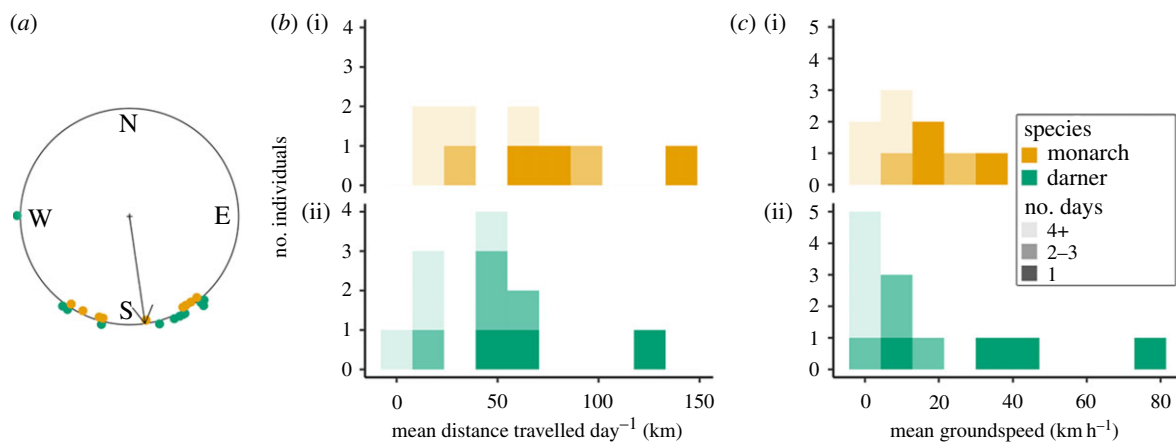 (a)
N
W
E
S
(b) (i)
4
3
2
1
0
(ii)
4
3
2
1
0
no. individuals
0
50
100
150
mean distance travelled day⁻¹ (km)
(c) (i)
5
4
3
2
1
0
(ii)
5
4
3
2
1
0
0
20
40
60
80
mean groundspeed (km h⁻¹)
species
monarch
darner
no. days
4+
2–3
1